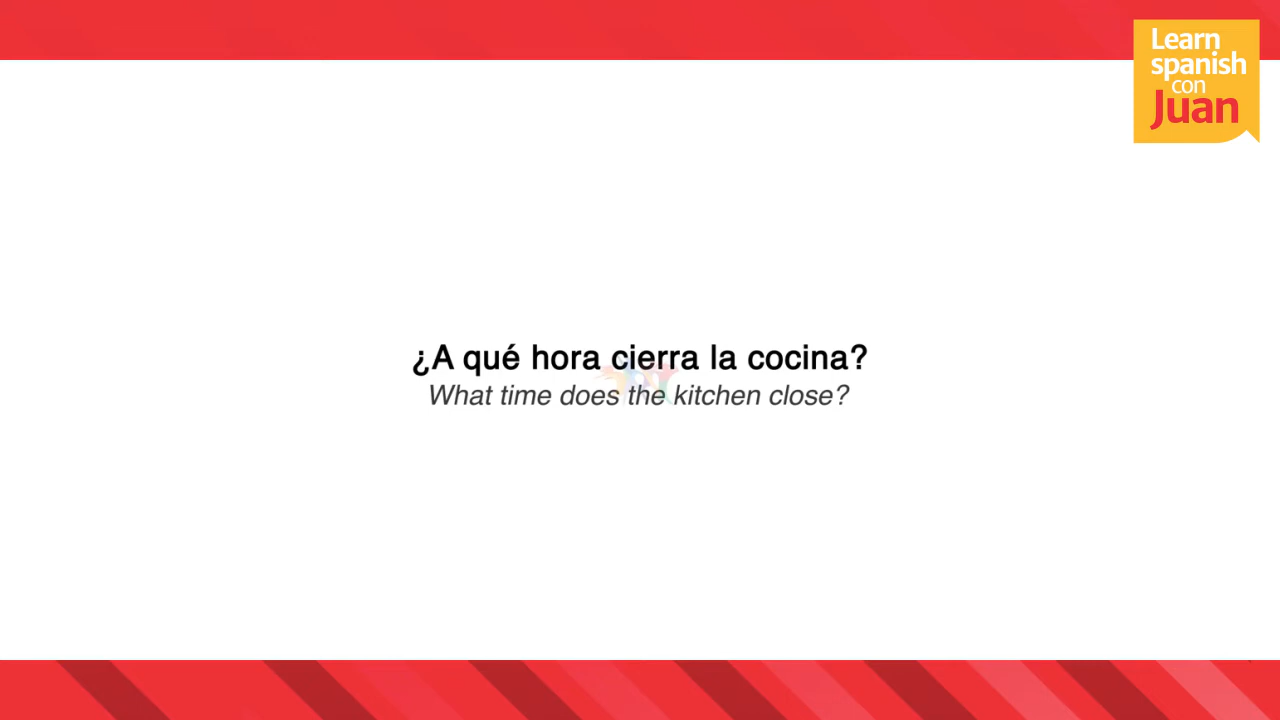 Learn
spanish
con
Juan
¿A qué hora cierra la cocina?
What time does the kitchen close?